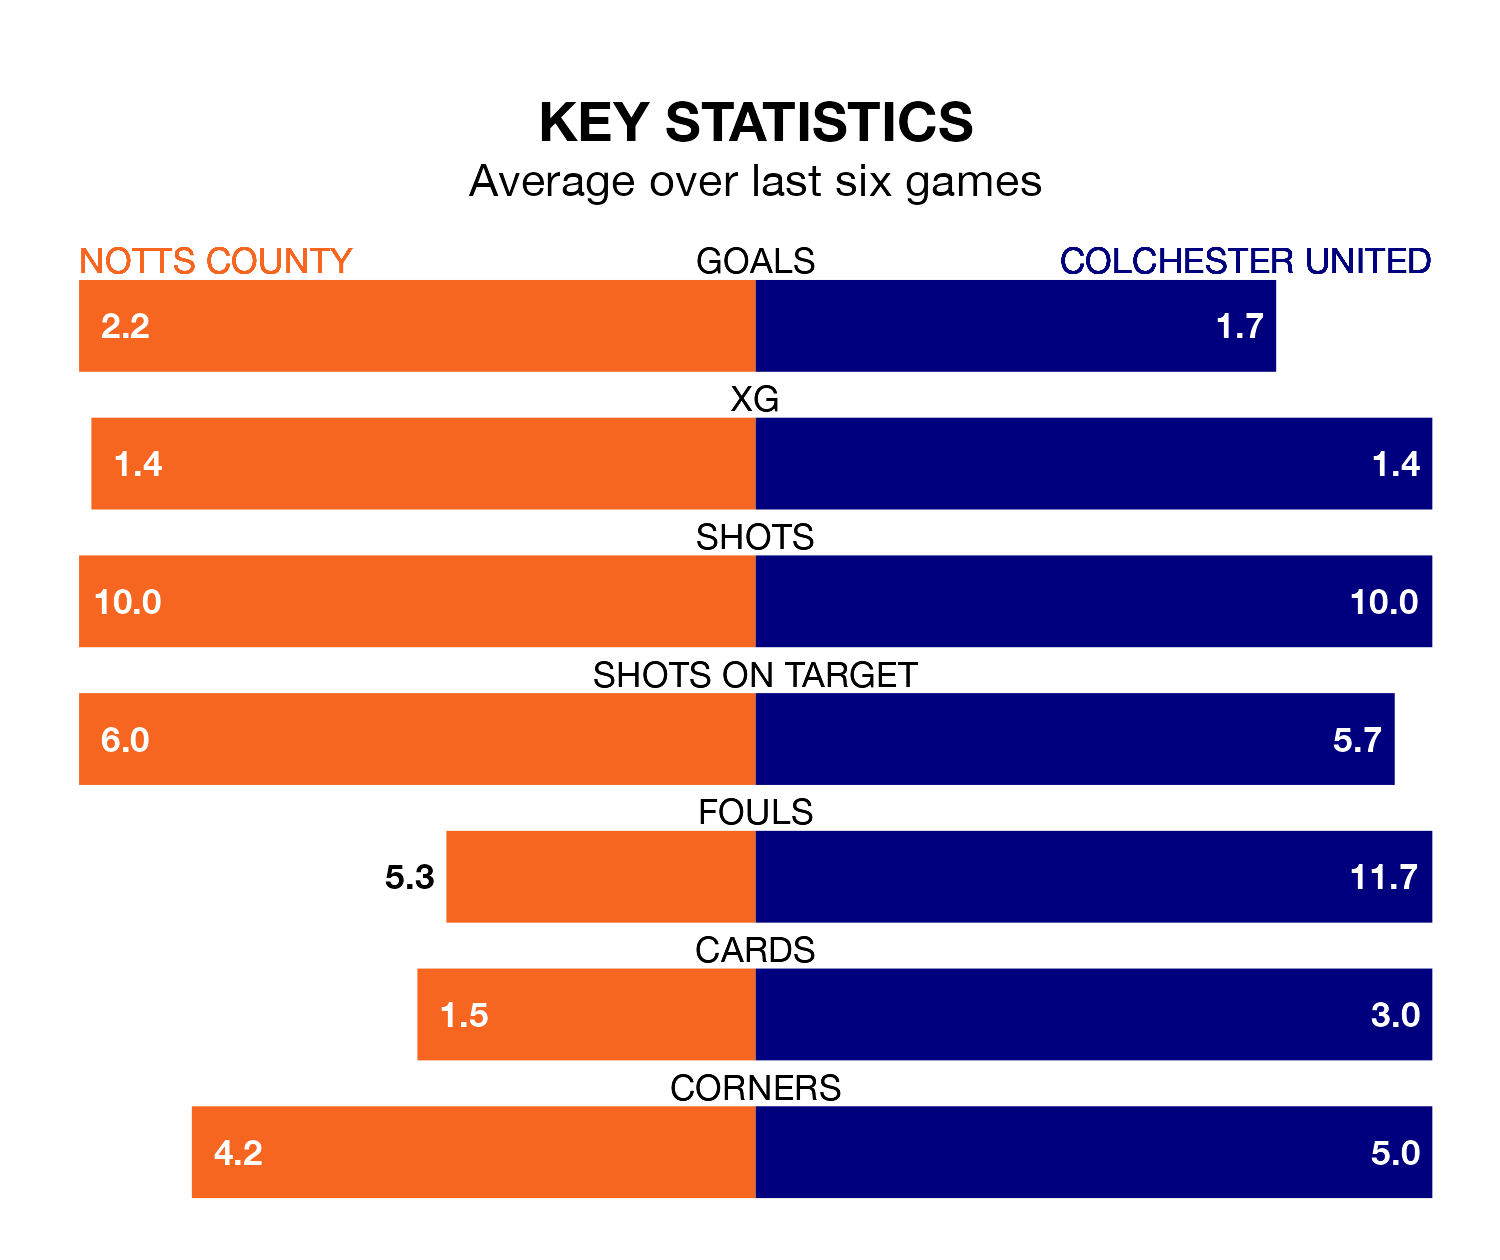 KEY STATISTICS
Average over last six games
NOTTS COUNTY GOALS COLCHESTER UNITED
2.2 1.7
XG
1.4 1.4
SHOTS
10.0 10.0
SHOTS ON TARGET
6.0 5.7
FOULS
5.3 11.7
CARDS
1.5 3.0
CORNERS
4.2 5.0